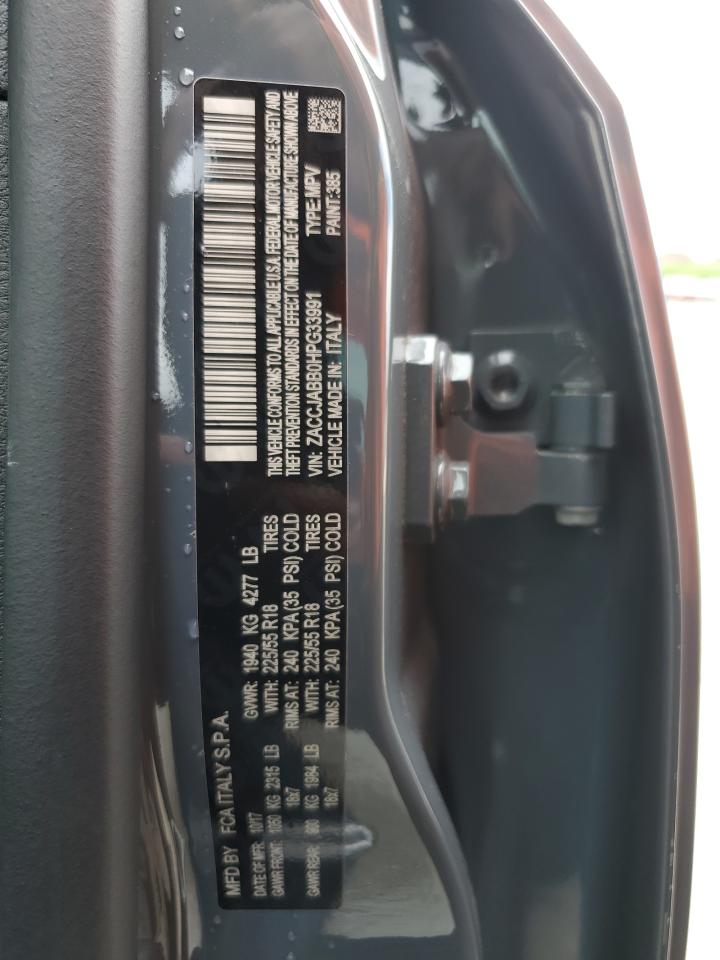 MFD BY FCA ITALY S.P.A.
DATE OF MFR: 10/17 GVWR: 1940 KG 4277 LB
GAWR FRONT: 1050 KG 2315 LB WITH: 225/55 R18 TIRES
18x7 RIMS AT: 240 KPA(35 PSI) COLD
GAWR REAR: 900 KG 1984 LB WITH: 225/55 R18 TIRES
18x7 RIMS AT: 240 KPA(35 PSI) COLD
THIS VEHICLE CONFORMS TO ALL APPLICABLE U.S.A. FEDERAL MOTOR VEHICLE SAFETY AND
THEFT PREVENTION STANDARDS IN EFFECT ON THE DATE OF MANUFACTURE SHOWN ABOVE
VIN: ZACCJABB0HPG33991 TYPE: MPV
VEHICLE MADE IN: ITALY PAINT: 385